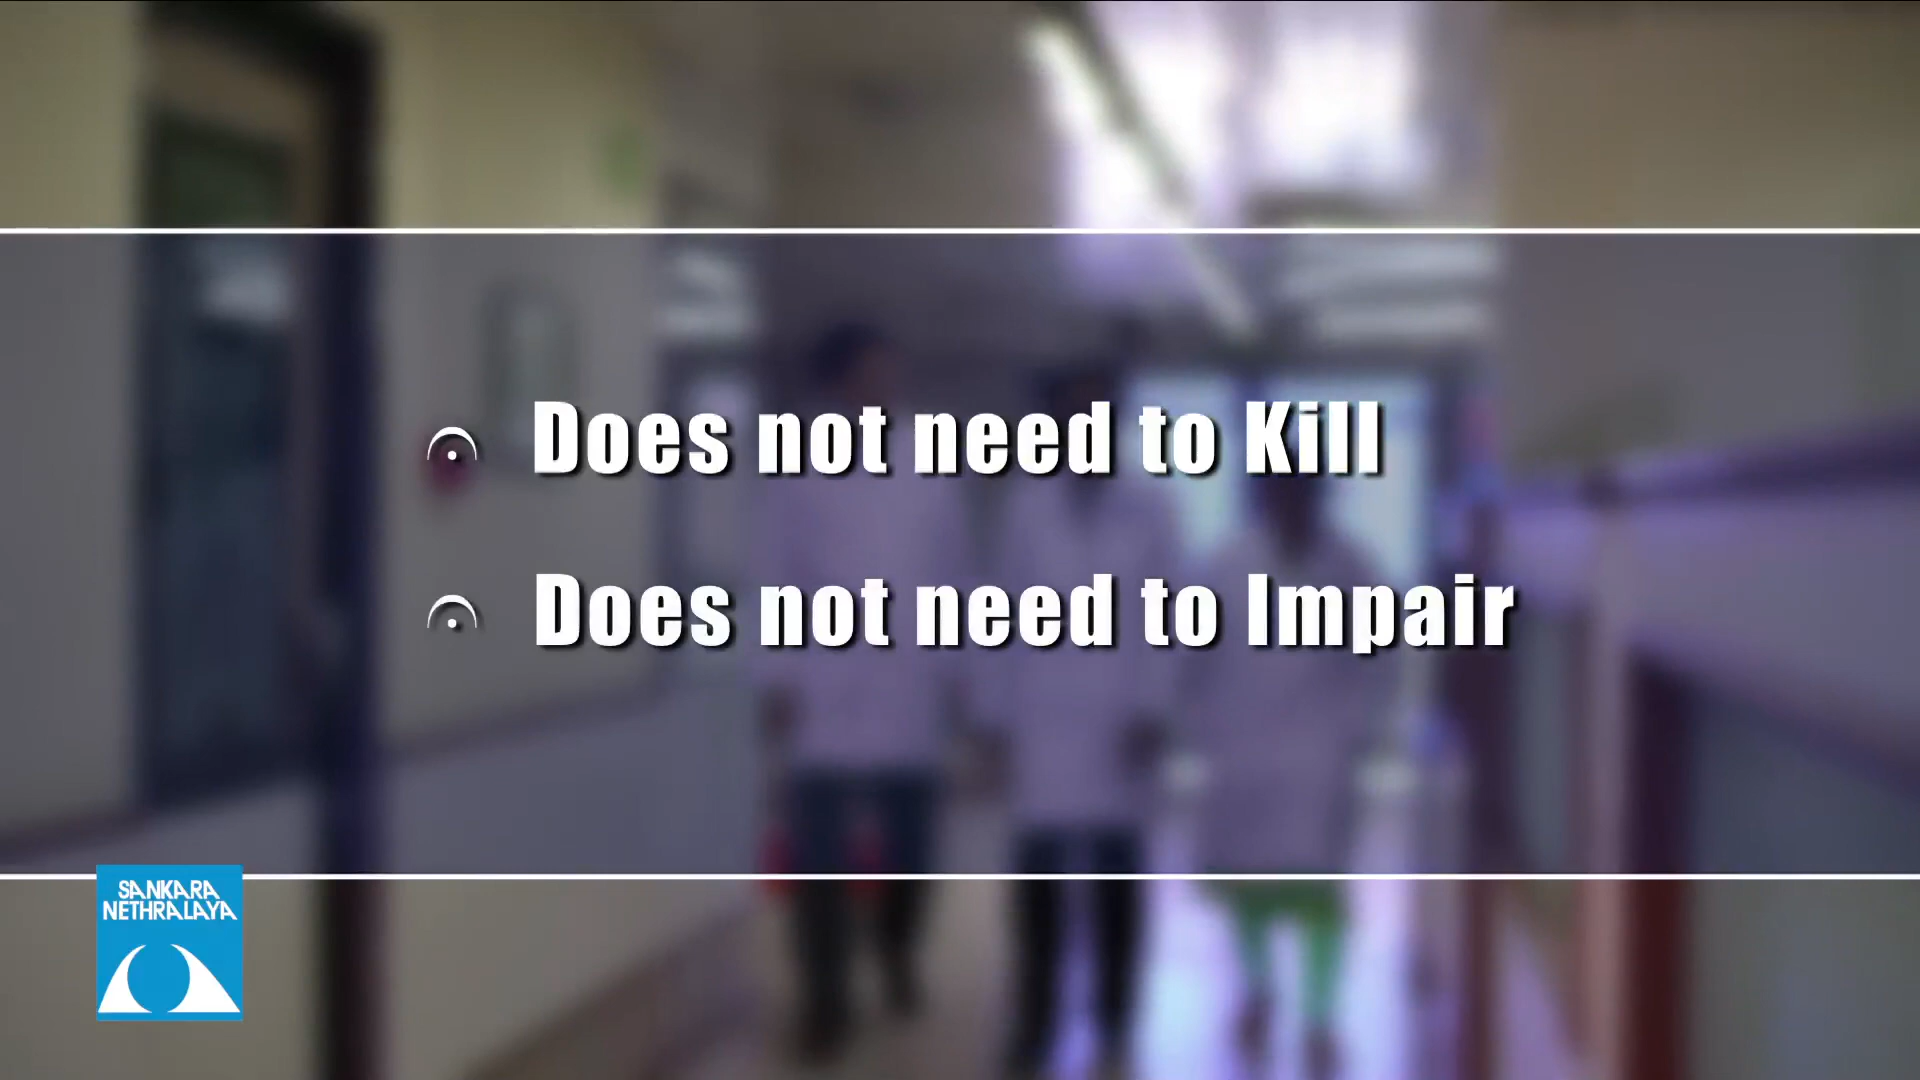 Does not need to Kill
Does not need to Impair
SANKARA
NETHRALAYA